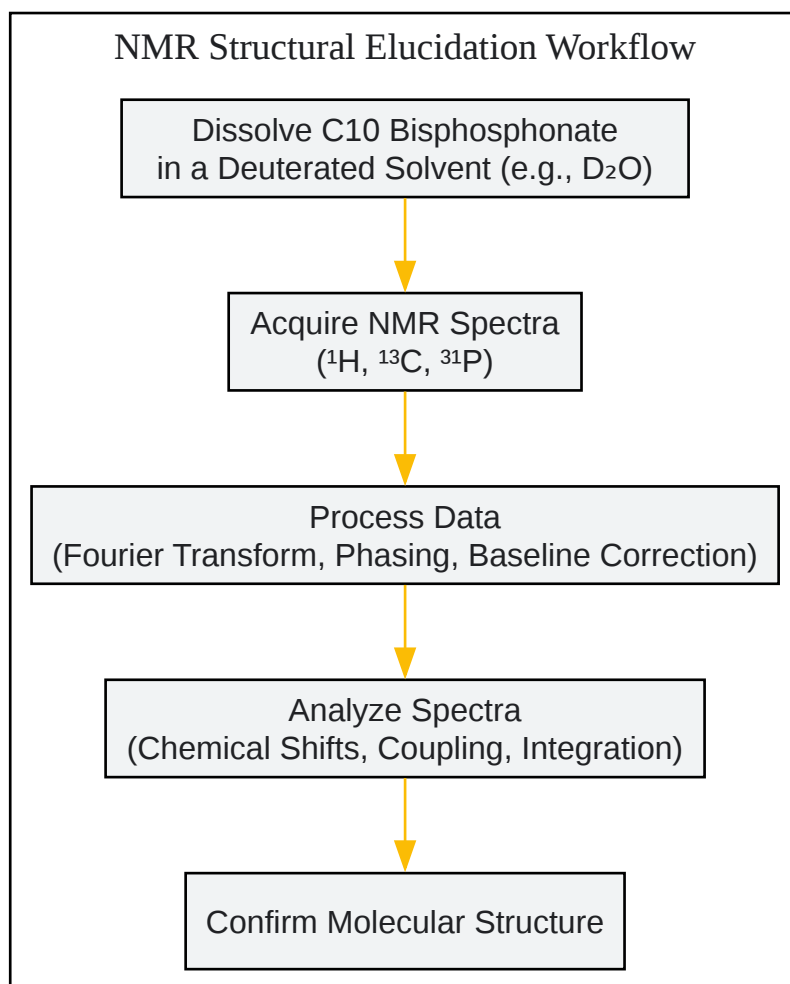 NMR Structural Elucidation Workflow
Dissolve C10 Bisphosphonate
in a Deuterated Solvent (e.g., D₂O)
Acquire NMR Spectra
(¹H, ¹³C, ³¹P)
Process Data
(Fourier Transform, Phasing, Baseline Correction)
Analyze Spectra
(Chemical Shifts, Coupling, Integration)
Confirm Molecular Structure